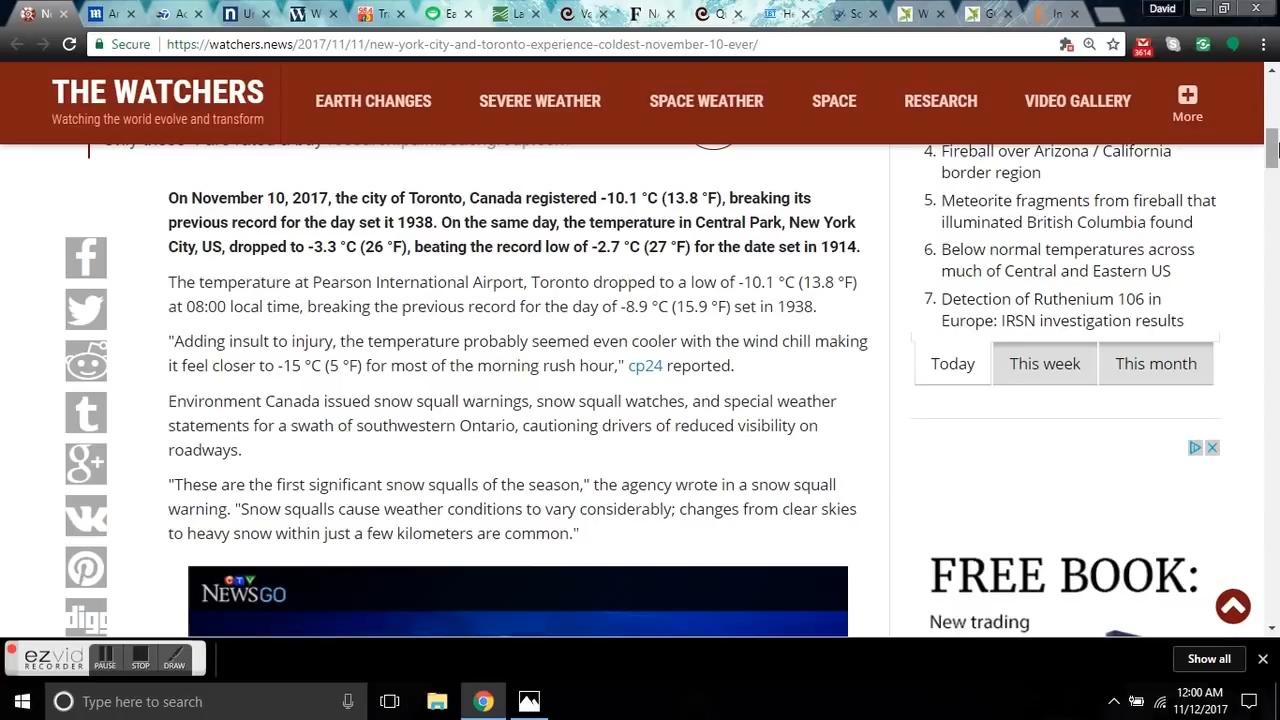 Ni
Ar
Ac
Un
W
Tr
Ea
La
Va
N
Q
He
Sc
W
G
In
David
Secure
https://watchers.news/2017/11/11/new-york-city-and-toronto-experience-coldest-november-10-ever/
3614
THE WATCHERS
Watching the world evolve and transform
EARTH CHANGES
SEVERE WEATHER
SPACE WEATHER
SPACE
RESEARCH
VIDEO GALLERY
More
On November 10, 2017, the city of Toronto, Canada registered -10.1 °C (13.8 °F), breaking its
previous record for the day set it 1938. On the same day, the temperature in Central Park, New York
City, US, dropped to -3.3 °C (26 °F), beating the record low of -2.7 °C (27 °F) for the date set in 1914.
The temperature at Pearson International Airport, Toronto dropped to a low of -10.1 °C (13.8 °F)
at 08:00 local time, breaking the previous record for the day of -8.9 °C (15.9 °F) set in 1938.
"Adding insult to injury, the temperature probably seemed even cooler with the wind chill making
it feel closer to -15 °C (5 °F) for most of the morning rush hour," cp24 reported.
Environment Canada issued snow squall warnings, snow squall watches, and special weather
statements for a swath of southwestern Ontario, cautioning drivers of reduced visibility on
roadways.
"These are the first significant snow squalls of the season," the agency wrote in a snow squall
warning. "Snow squalls cause weather conditions to vary considerably; changes from clear skies
to heavy snow within just a few kilometers are common."
CTV
NEWSGO
4. Fireball over Arizona / California
border region
5. Meteorite fragments from fireball that
illuminated British Columbia found
6. Below normal temperatures across
much of Central and Eastern US
7. Detection of Ruthenium 106 in
Europe: IRSN investigation results
Today
This week
This month
FREE BOOK:
New trading
digg
ezvid
RECORDER
PAUSE
STOP
DRAW
Show all
Type here to search
12:00 AM
11/12/2017